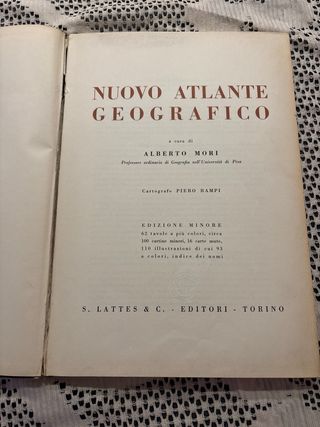 NUOVO ATLANTE
GEOGRAFICO
a cura di
ALBERTO MORI
Professore ordinario di Geografia nell'Università di Pisa
Cartografo PIERO RAMPI
EDIZIONE MINORE
62 tavole a più colori, circa
100 cartine minori, 16 carte mute,
110 illustrazioni di cui 93
a colori, indice dei nomi
S. LATTES & C. - EDITORI - TORINO